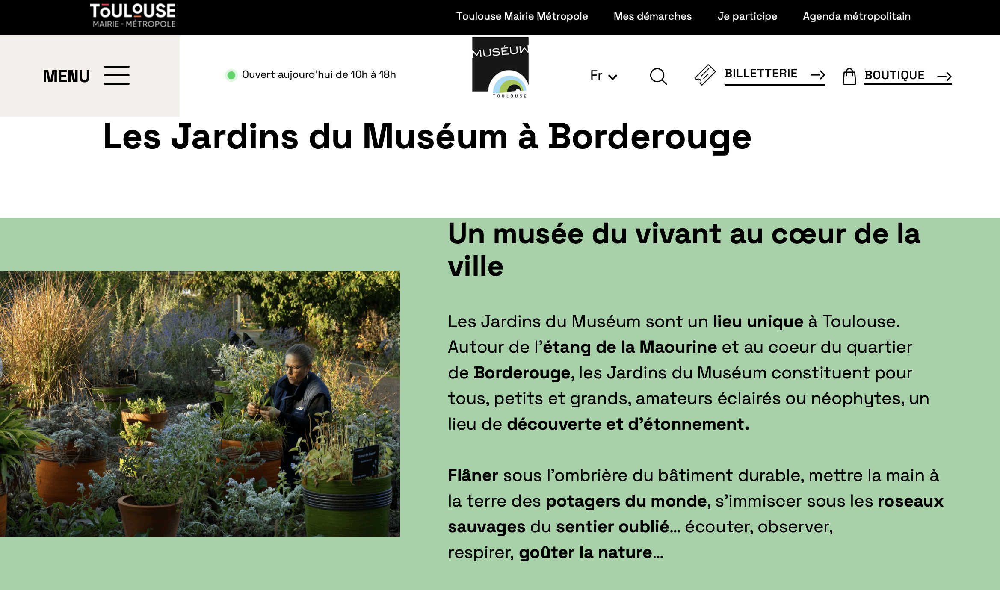 TOULOUSE
MAIRIE - MÉTROPOLE
Toulouse Mairie Métropole
Mes démarches
Je participe
Agenda métropolitain
MENU
Ouvert aujourd’hui de 10h à 18h
MUSÉUM
TOULOUSE
Fr
BILLETTERIE
BOUTIQUE
Les Jardins du Muséum à Borderouge
Un musée du vivant au cœur de la
ville
Les Jardins du Muséum sont un lieu unique à Toulouse.
Autour de l’étang de la Maourine et au coeur du quartier
de Borderouge, les Jardins du Muséum constituent pour
tous, petits et grands, amateurs éclairés ou néophytes, un
lieu de découverte et d’étonnement.
Flâner sous l’ombrière du bâtiment durable, mettre la main à
la terre des potagers du monde, s’immiscer sous les roseaux
sauvages du sentier oublié… écouter, observer,
respirer, goûter la nature…
Queue de lézard